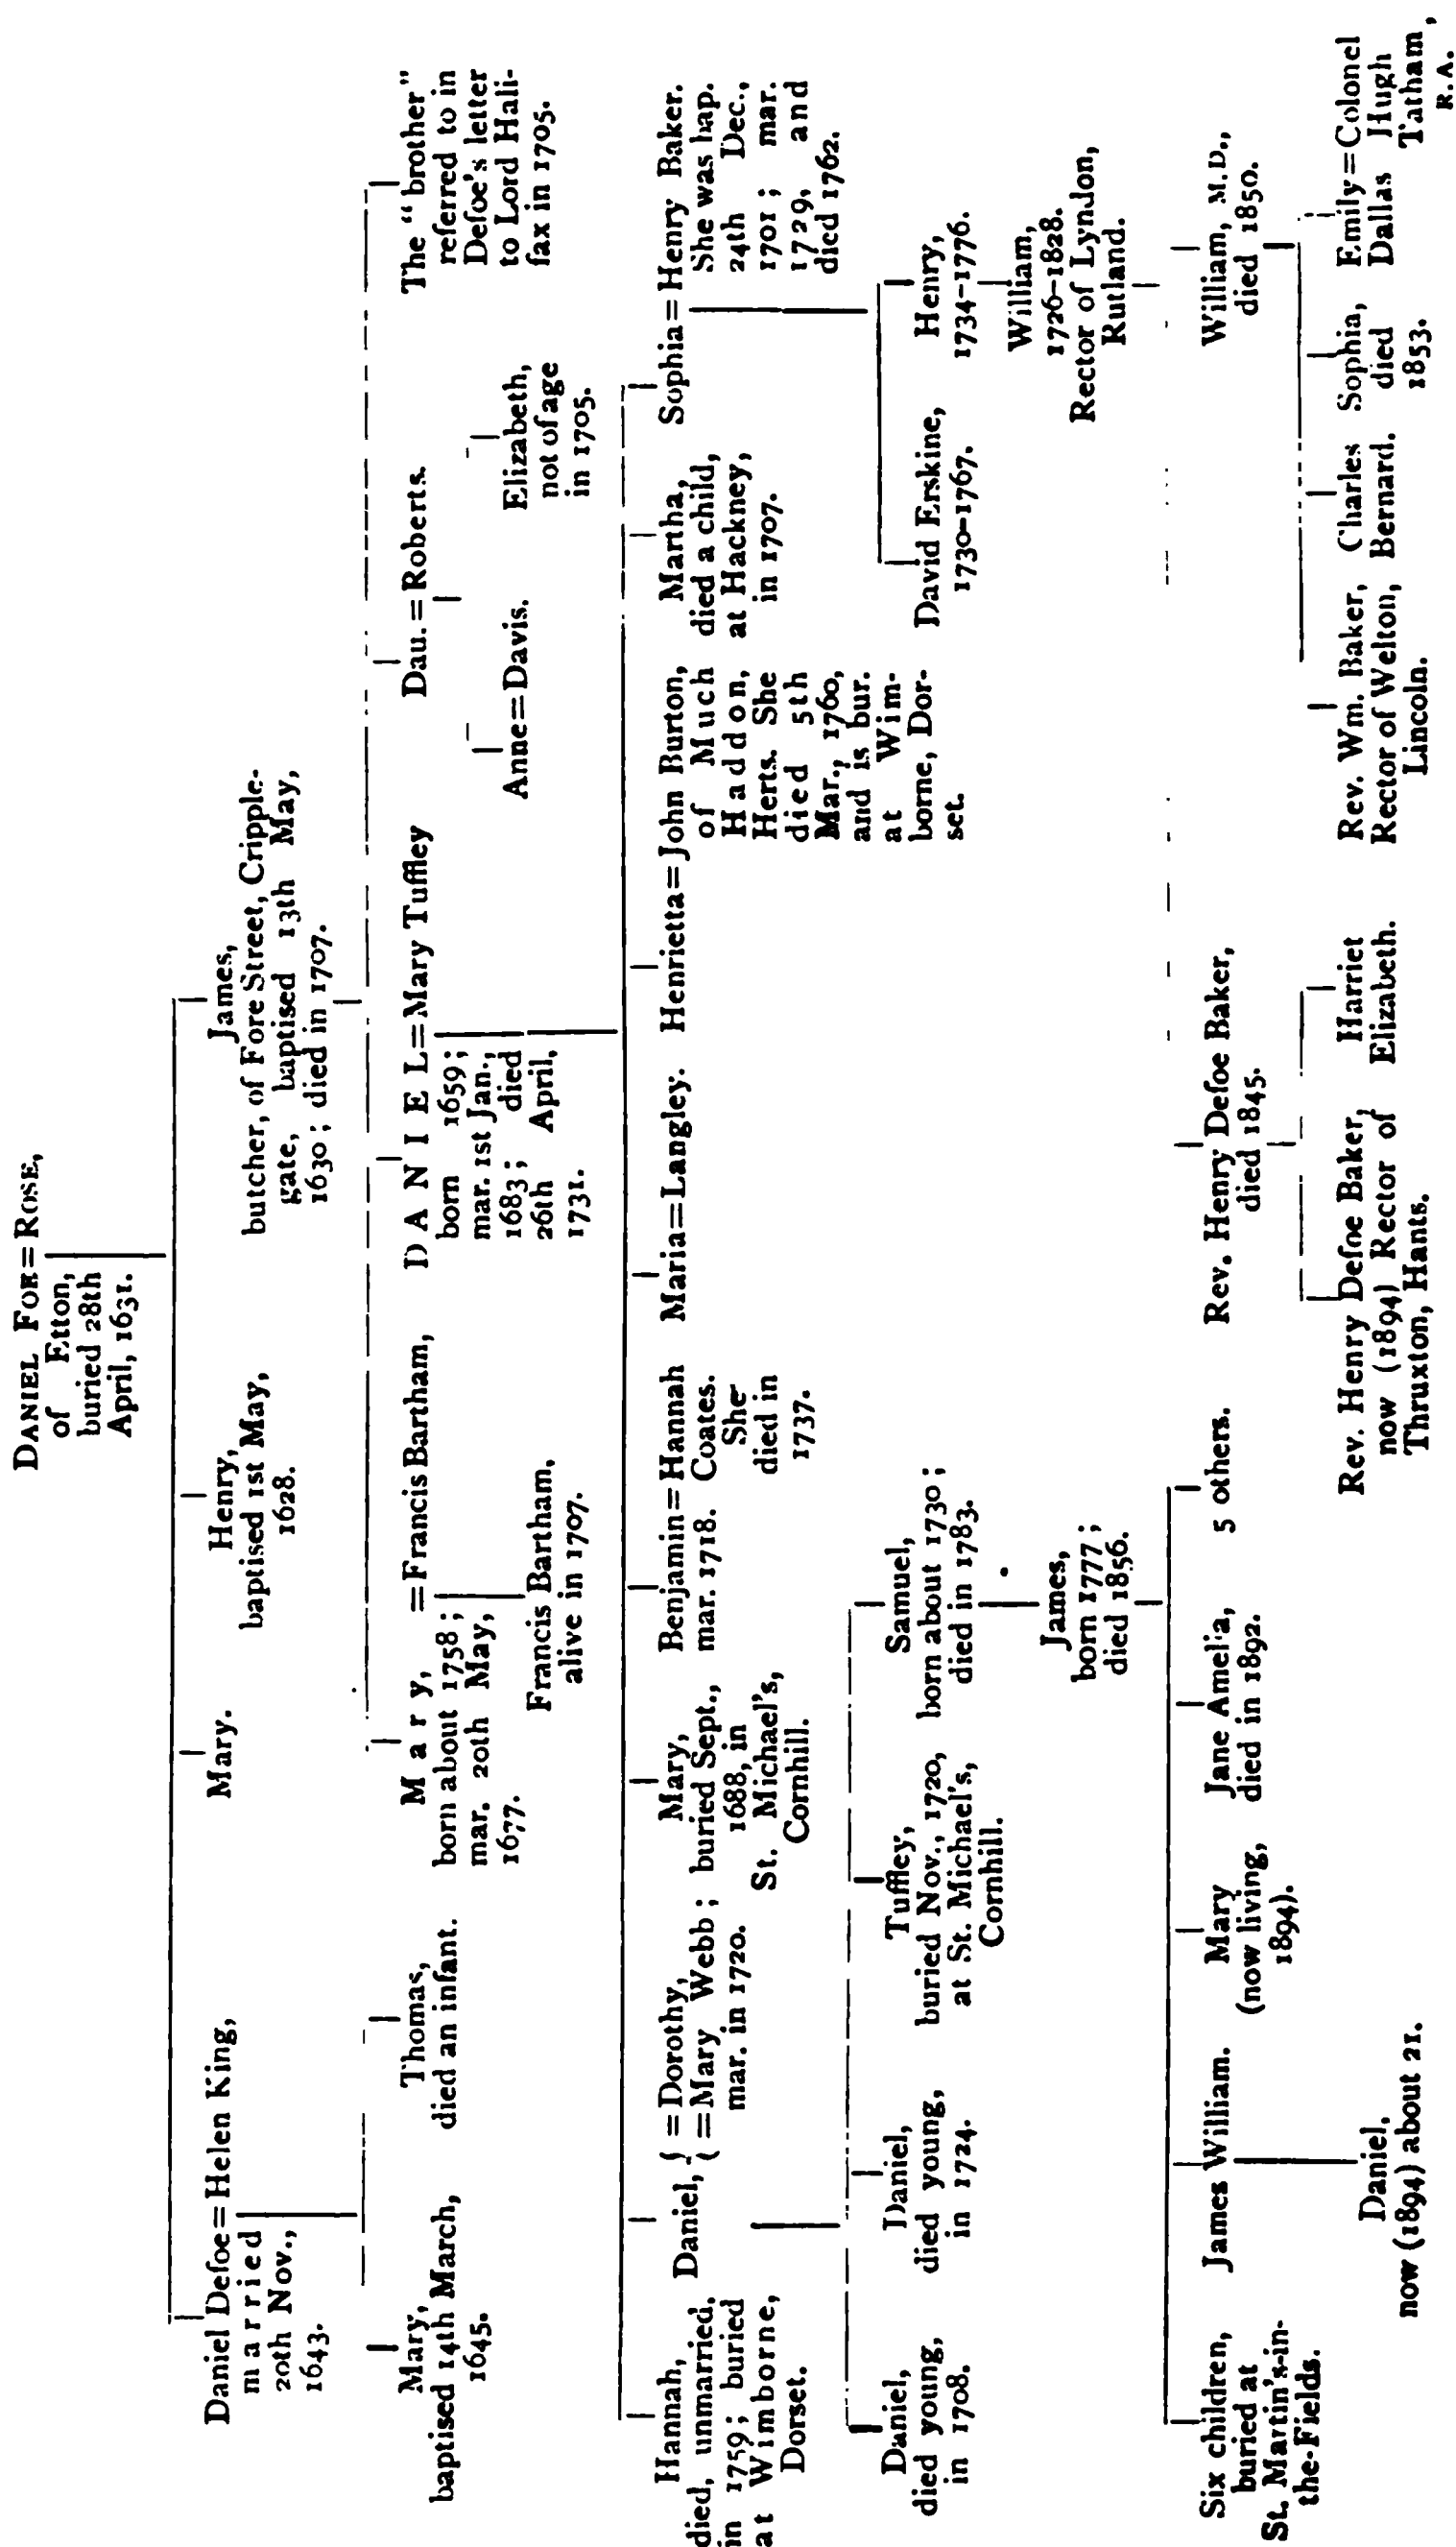 DANIEL FOE=ROSE,
of Etton,
buried 28th
April, 1631.
Daniel Defoe=Helen King,
married
20th Nov.,
1643.
Mary.
Henry,
baptised 1st May,
1628.
James,
butcher, of Fore Street, Cripple-
gate, baptised 13th May,
1630; died in 1707.
Mary,
baptised 14th March,
1645.
Thomas,
died an infant.
Mary, =Francis Bartham,
born about 1758;
mar. 20th May,
1677.
Francis Bartham,
alive in 1707.
DANIEL=Mary Tuffley
born 1659;
mar. 1st Jan.,
1683; died
26th April,
1731.
Dau.=Roberts.
Anne=Davis.
Elizabeth,
not of age
in 1705.
The "brother"
referred to in
Defoe's letter
to Lord Hali-
fax in 1705.
Hannah,
died, unmarried,
in 1759; buried
at Wimborne,
Dorset.
Daniel, { =Dorothy,
( =Mary Webb;
mar. in 1720.
Mary,
buried Sept.,
1688, in
St. Michael's,
Cornhill.
Benjamin=Hannah
mar. 1718. Coates.
She
died in
1737.
Maria=Langley.
Henrietta=John Burton,
of Much
Haddon,
Herts. She
died 5th
Mar., 1760,
and is bur.
at Wim-
borne, Dor-
set.
Martha,
died a child,
at Hackney,
in 1707.
Sophia=Henry Baker.
She was bap.
24th Dec.,
1701; mar.
1729, and
died 1762.
Daniel,
died young,
in 1708.
Daniel,
died young,
in 1724.
Tuffley,
buried Nov., 1720,
at St. Michael's,
Cornhill.
Samuel,
born about 1730;
died in 1783.
David Erskine,
1730-1767.
Henry,
1734-1776.
James,
born 1777;
died 1856.
William,
1726-1828.
Rector of Lyndon,
Rutland.
Six children,
buried at
St. Martin's-in-
the-Fields.
James William.
Mary
(now living,
1894).
Jane Amelia,
died in 1892.
5 others.
Rev. Henry Defoe Baker,
died 1845.
William, M.D.,
died 1850.
Daniel,
now (1894) about 21.
Rev. Henry Defoe Baker,
now (1894) Rector of
Thruxton, Hants.
Harriet
Elizabeth.
Rev. Wm. Baker,
Rector of Welton,
Lincoln.
Charles
Bernard.
Sophia,
died
1853.
Emily=Colonel
Dallas Hugh
Tatham,
R.A.